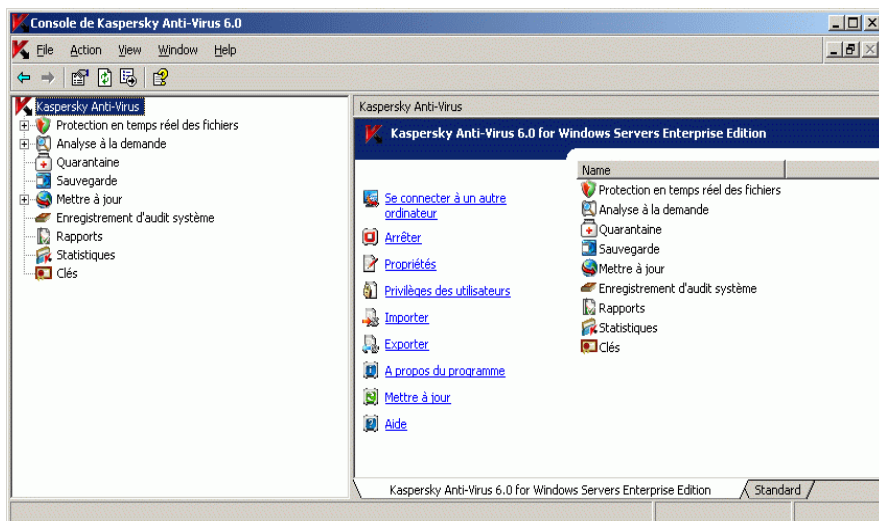 Console de Kaspersky Anti-Virus 6.0
File Action View Window Help
Kaspersky Anti-Virus
Protection en temps réel des fichiers
Analyse à la demande
Quarantaine
Sauvegarde
Mettre à jour
Enregistrement d'audit système
Rapports
Statistiques
Clés
Kaspersky Anti-Virus
Kaspersky Anti-Virus 6.0 for Windows Servers Enterprise Edition
Se connecter à un autre
ordinateur
Arrêter
Propriétés
Privilèges des utilisateurs
Importer
Exporter
A propos du programme
Mettre à jour
Aide
Name
Protection en temps réel des fichiers
Analyse à la demande
Quarantaine
Sauvegarde
Mettre à jour
Enregistrement d'audit système
Rapports
Statistiques
Clés
Kaspersky Anti-Virus 6.0 for Windows Servers Enterprise Edition
Standard